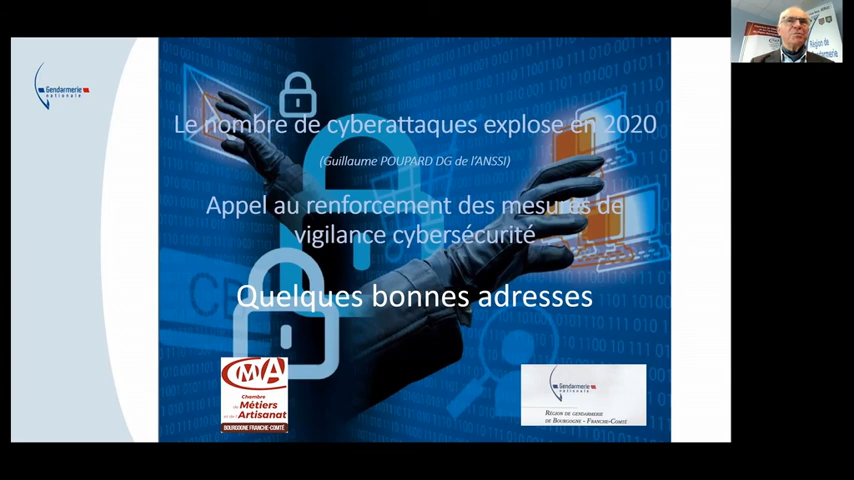 Gendarmerie
nationale
Le nombre de cyberattaques explose en 2020
(Guillaume POUPARD DG de l'ANSSI)
Appel au renforcement des mesures de
vigilance cybersécurité
Quelques bonnes adresses
CMA
Chambre
de Métiers
et de l'Artisanat
BOURGOGNE FRANCHE-COMTÉ
Gendarmerie
nationale
RÉGION DE GENDARMERIE
DE BOURGOGNE - FRANCHE-COMTÉ
Région de